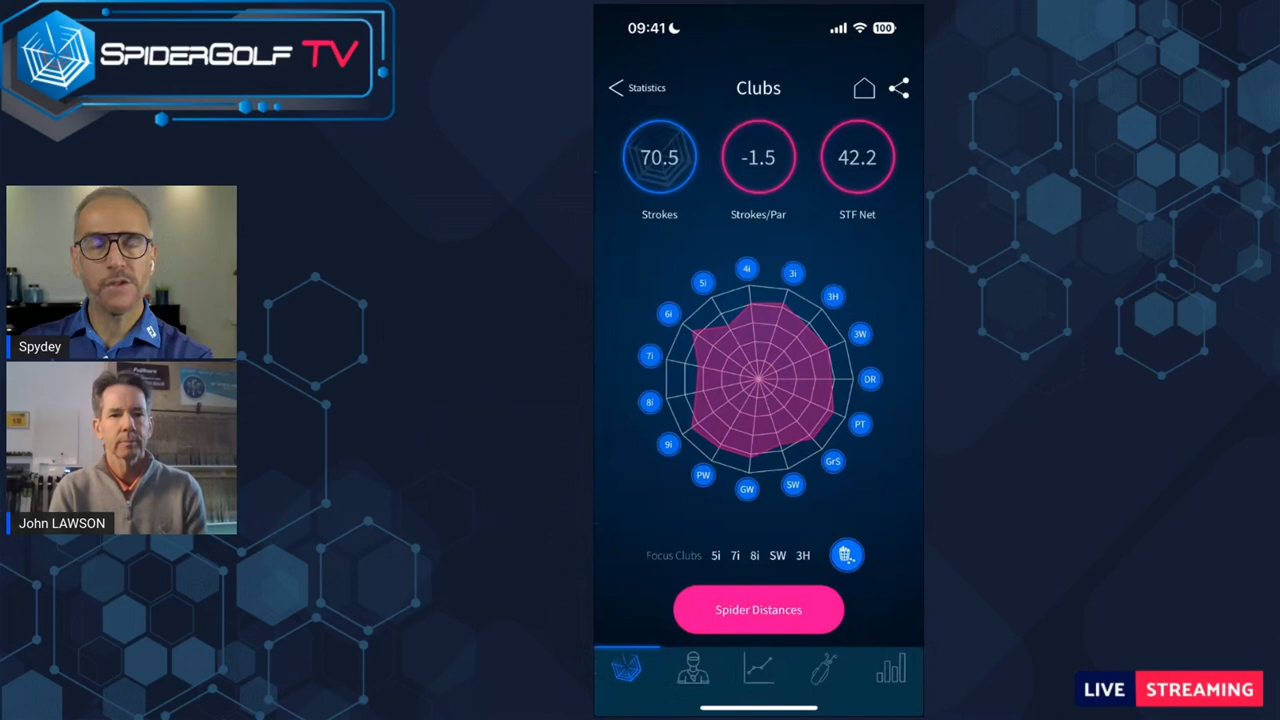 SPIDERGOLF TV
Spydey
John LAWSON
09:41
100
Statistics
Clubs
70.5
-1.5
42.2
Strokes
Strokes/Par
STF Net
4i
3i
5i
3H
6i
3W
7i
DR
8i
PT
9i
GrS
PW
SW
GW
Focus Clubs 5i 7i 8i SW 3H
Spider Distances
LIVE STREAMING